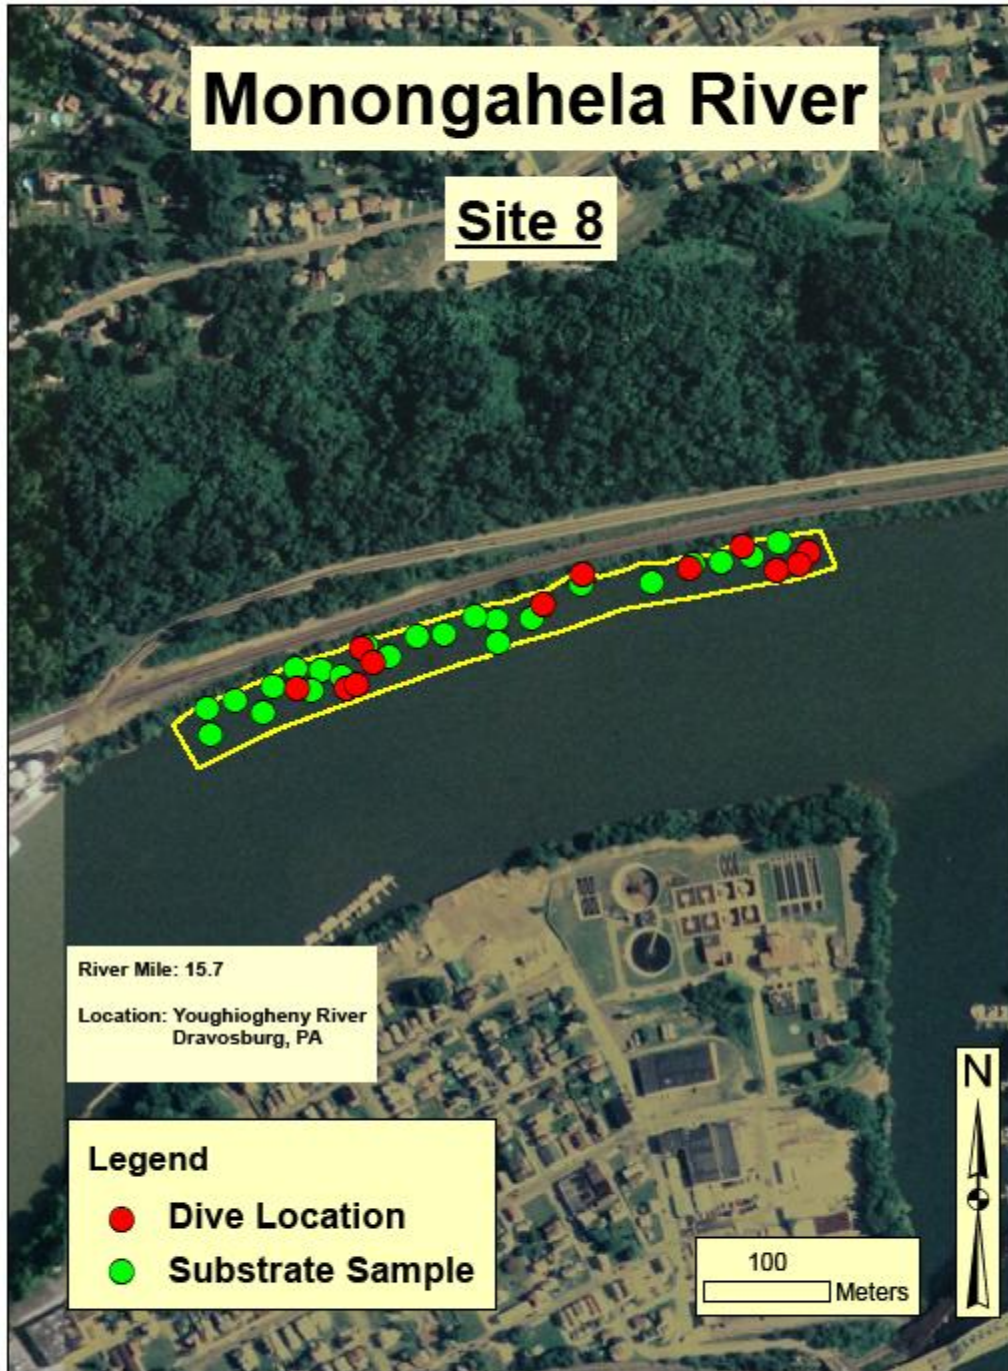 Monongahela River
Site 8
River Mile: 15.7
Location: Youghiogheny River
Dravosburg, PA
N
Legend
Dive Location
Substrate Sample
100
Meters